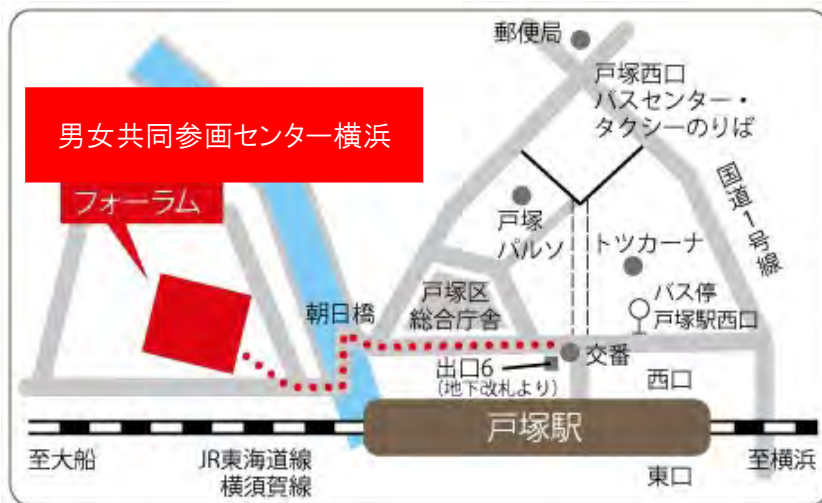 郵便局
戸塚西口
バスセンター・
タクシーのりば
男女共同参画センター横浜
フォーラム
国道1号線
戸塚
パルソ
トツカーナ
戸塚区
総合庁舎
バス停
戸塚駅西口
朝日橋
交番
出口6
(地下改札より)
西口
戸塚駅
至大船
JR東海道線
横須賀線
至横浜
東口